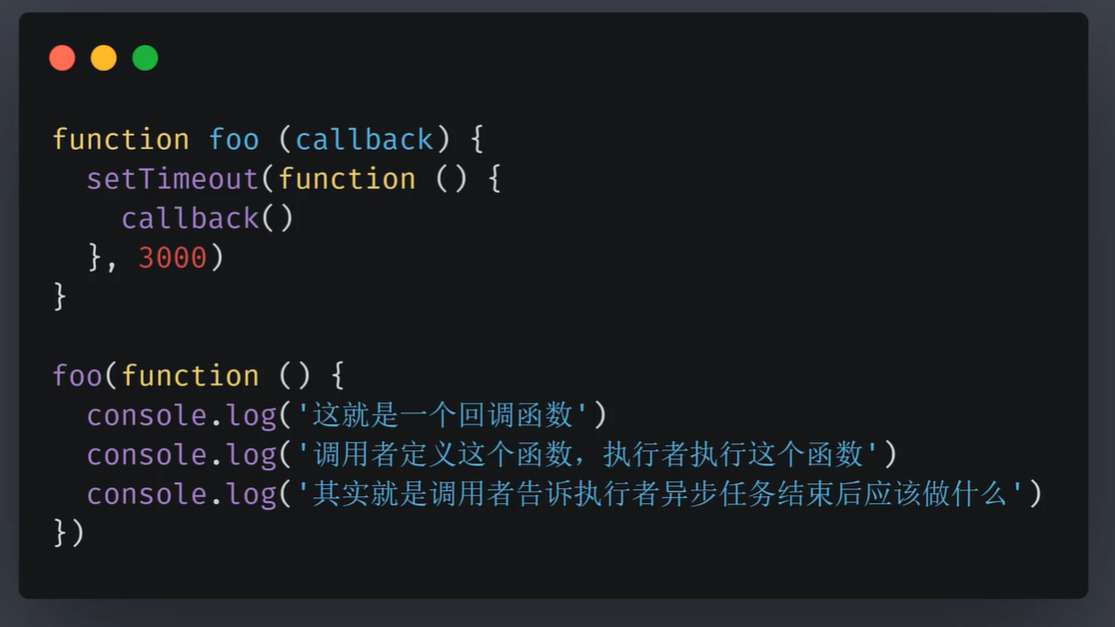 function foo (callback) {
  setTimeout(function () {
    callback()
  }, 3000)
}

foo(function () {
  console.log('这就是一个回调函数')
  console.log('调用者定义这个函数，执行者执行这个函数')
  console.log('其实就是调用者告诉执行者异步任务结束后应该做什么')
})